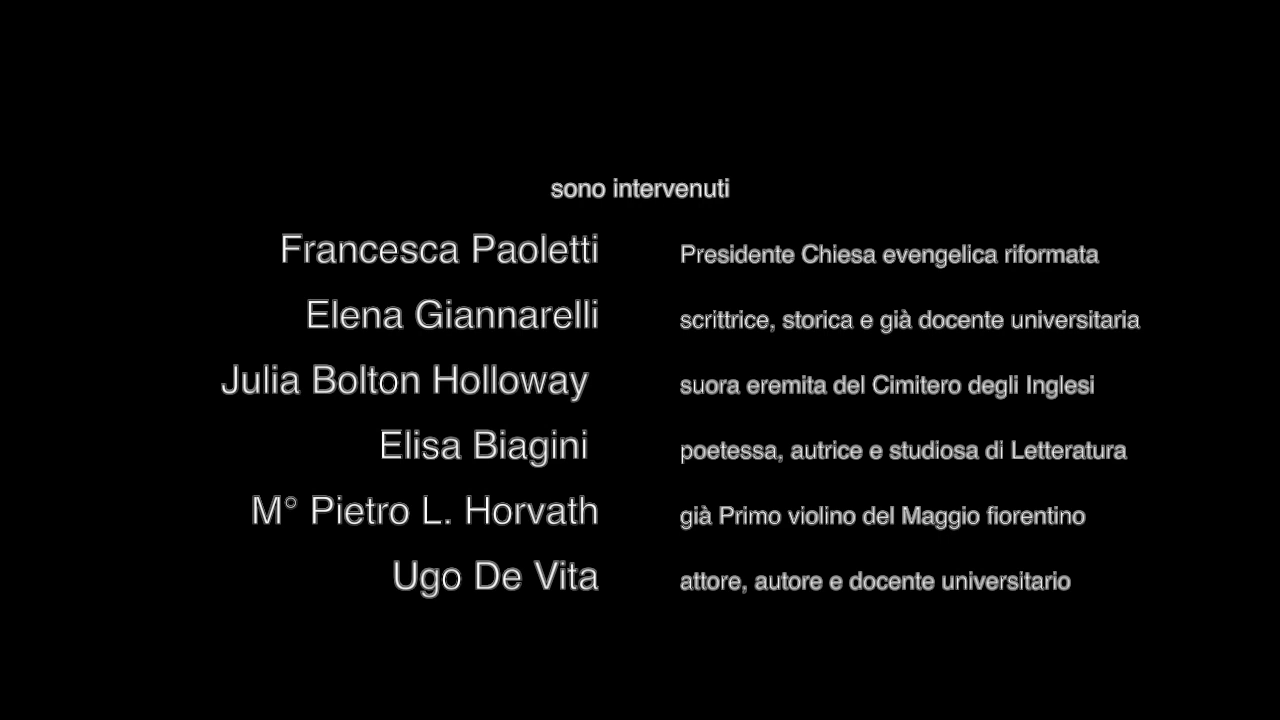 sono intervenuti
Francesca Paoletti Presidente Chiesa evengelica riformata
Elena Giannarelli scrittrice, storica e già docente universitaria
Julia Bolton Holloway suora eremita del Cimitero degli Inglesi
Elisa Biagini poetessa, autrice e studiosa di Letteratura
M° Pietro L. Horvath già Primo violino del Maggio fiorentino
Ugo De Vita attore, autore e docente universitario